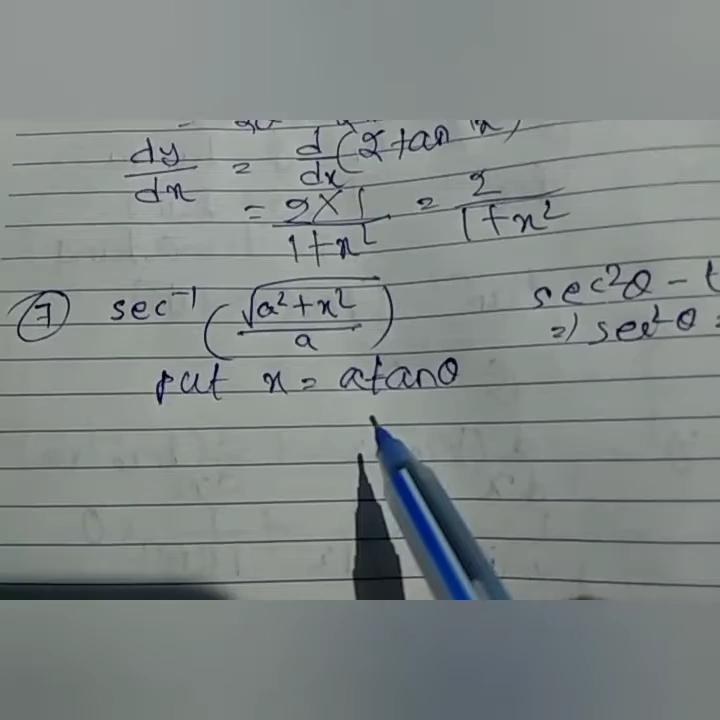 dy/dx = d/dx (2 tan
= 2×1/1+x² = 2/1+x²
7 sec⁻¹ (√a²+x²/a) sec²θ -
put x = a tanθ ⇒ sec²θ =